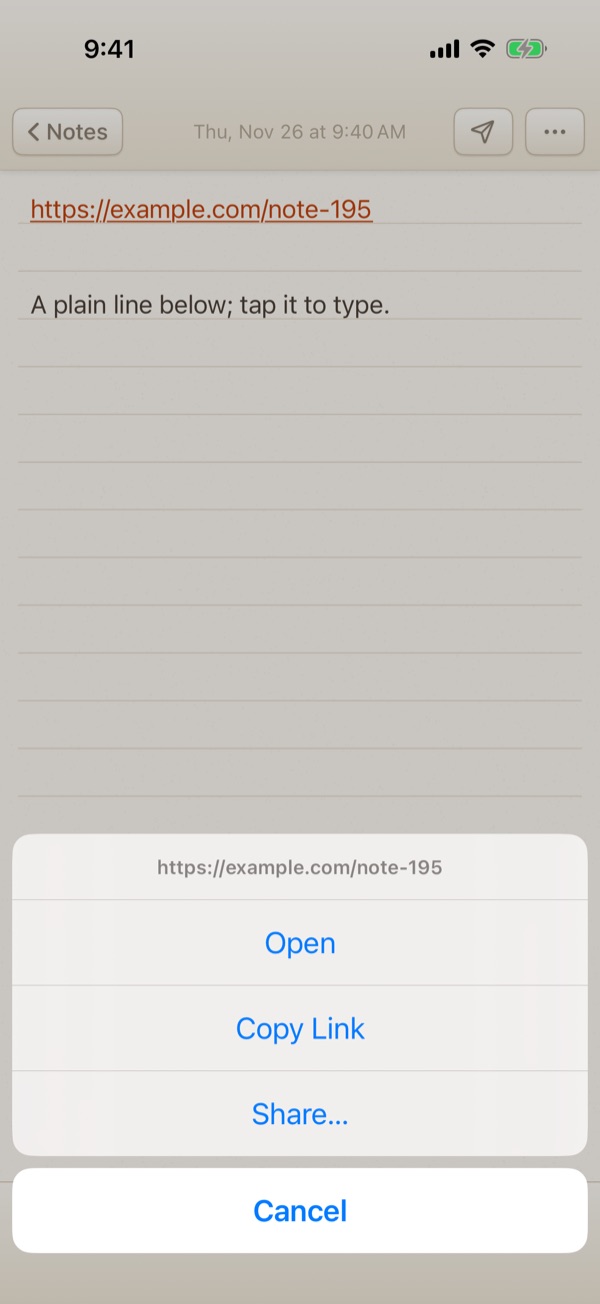 9:41
Notes
Thu, Nov 26 at 9:40 AM
https://example.com/note-195
A plain line below; tap it to type.
https://example.com/note-195
Open
Copy Link
Share...
Cancel